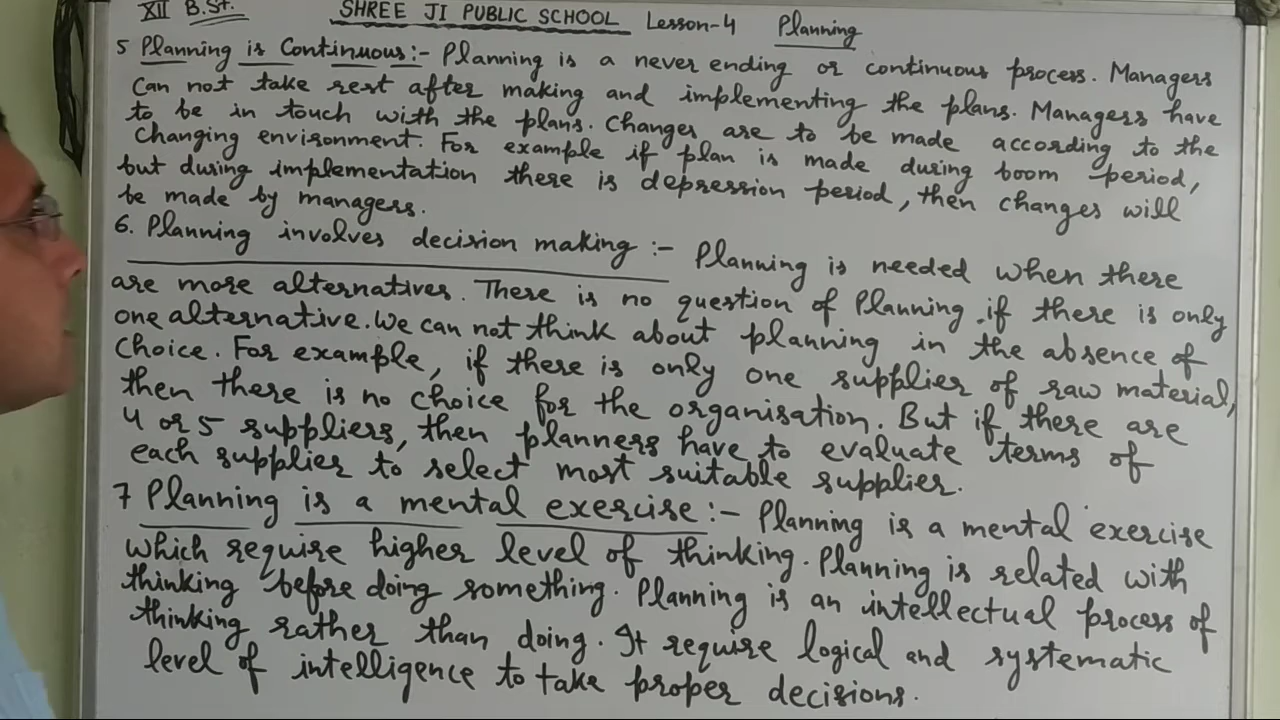 XII B.St. SHREE JI PUBLIC SCHOOL Lesson-4 Planning
5 Planning is Continuous:- Planning is a never ending or continuous process. Managers
Can not take rest after making and implementing the plans. Managers have
to be in touch with the plans. Changes are to be made according to the
Changing environment. For example if plan is made during boom period,
but during implementation there is depression period, then changes will
be made by managers.
6. Planning involves decision making :- Planning is needed when there
are more alternatives. There is no question of Planning if there is only
one alternative. We can not think about planning in the absence of
Choice. For example, if there is only one supplier of raw material,
then there is no choice for the organisation. But if there are
4 or 5 suppliers, then planners have to evaluate terms of
each supplier to select most suitable supplier.
7 Planning is a mental exercise :- Planning is a mental exercise
which require higher level of thinking. Planning is related with
thinking before doing something. Planning is an intellectual process of
thinking rather than doing. It require logical and systematic
level of intelligence to take proper decisions.